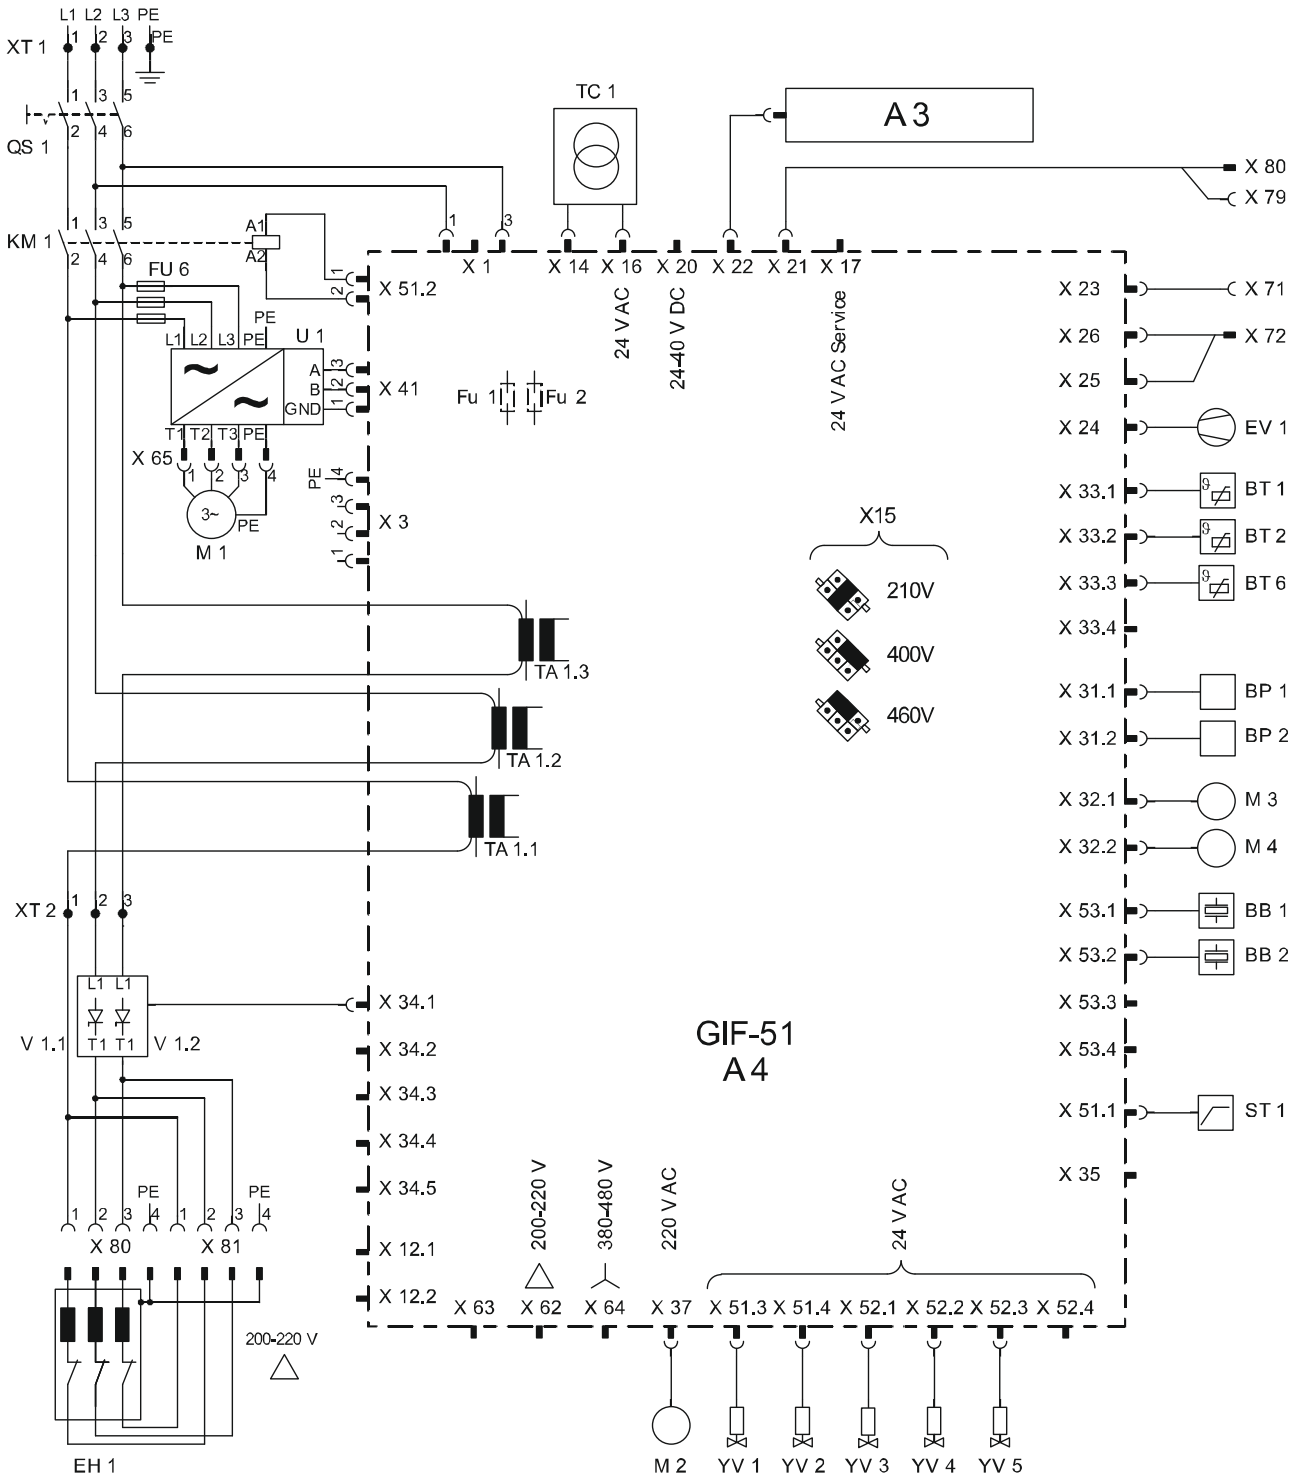 L1 L2 L3 PE
XT 1 1 2 3 PE
TC 1
A 3
1 3 5
QS 1 2 4 6
X 80
X 79
1 3 5 A1 1 3
KM 1 2 4 6 A2
X 1 X 14 X 16 X 20 X 22 X 21 X 17
FU 6
1
2
X 51.2
24 V AC
24-40 V DC
24 V AC Service
X 23 X 71
PE
L1 L2 L3 PE U 1
X 26 X 72
A 3
B 2
GND 1
X 41
X 25
Fu 1 Fu 2
T1 T2 T3 PE
X 24 EV 1
X 65 1 2 3 4
PE 4
3
2
1
X 3
3~ PE
M 1
X 33.1 ϑ BT 1
X15
X 33.2 ϑ BT 2
X 33.3 ϑ BT 6
210V
X 33.4
400V
TA 1.3
X 31.1 BP 1
460V
X 31.2 BP 2
TA 1.2
X 32.1 M 3
TA 1.1
X 32.2 M 4
XT 2 1 2 3
X 53.1 BB 1
X 53.2 BB 2
L1 L1
X 34.1
X 53.3
GIF-51
A 4
V 1.1 T1 T1 V 1.2
X 34.2
X 53.4
X 34.3
X 51.1 ST 1
X 34.4
X 35
X 34.5
200-220 V
380-480 V
220 V AC
24 V AC
PE PE
1 2 3 4 1 2 3 4
X 80 X 81
X 12.1
X 12.2
X 63 X 62 X 64 X 37 X 51.3 X 51.4 X 52.1 X 52.2 X 52.3 X 52.4
200-220 V
EH 1
M 2 YV 1 YV 2 YV 3 YV 4 YV 5